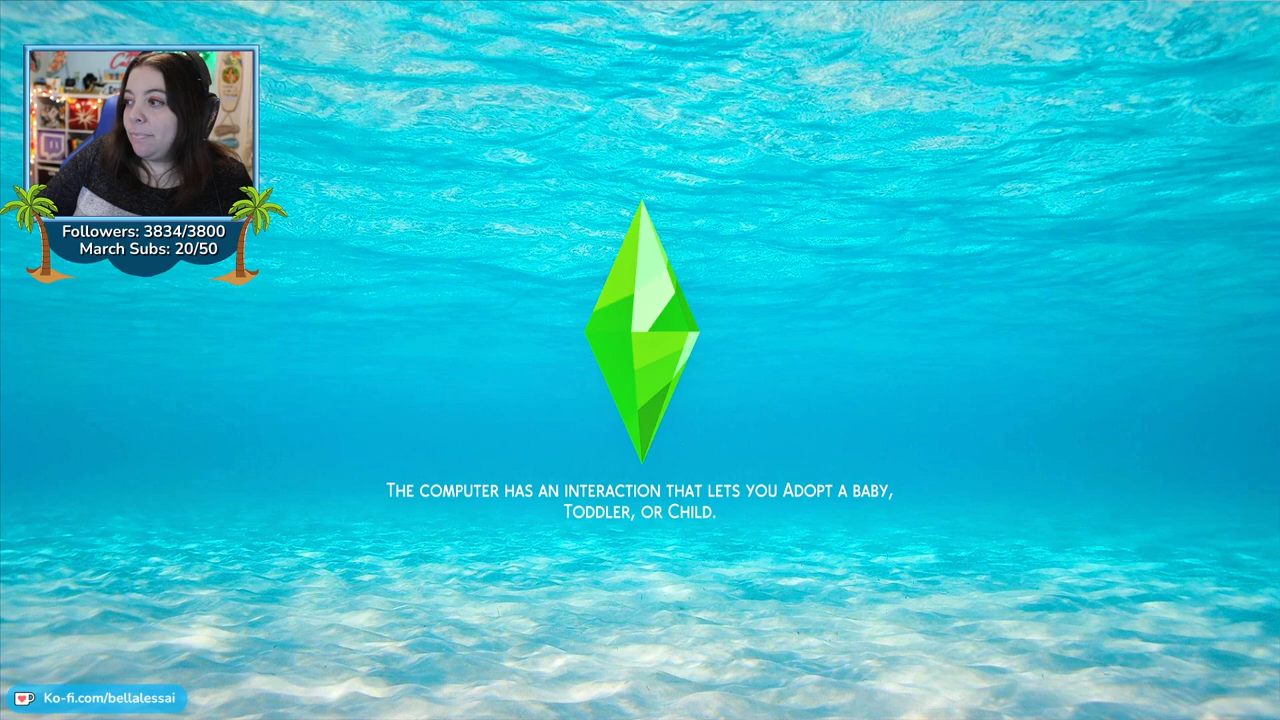 Followers: 3834/3800
March Subs: 20/50
THE COMPUTER HAS AN INTERACTION THAT LETS YOU ADOPT A BABY,
TODDLER, OR CHILD.
Ko-fi.com/bellalessai